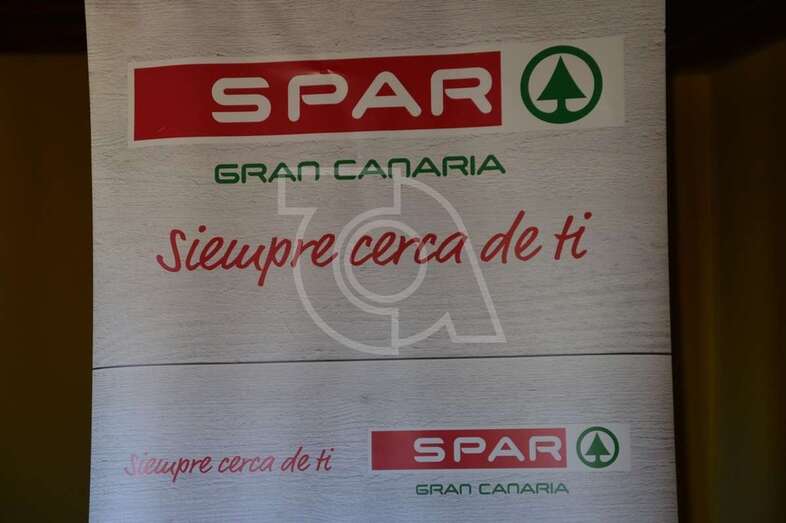 SPAR
GRAN CANARIA
Siempre cerca de ti
Siempre cerca de ti
SPAR
GRAN CANARIA